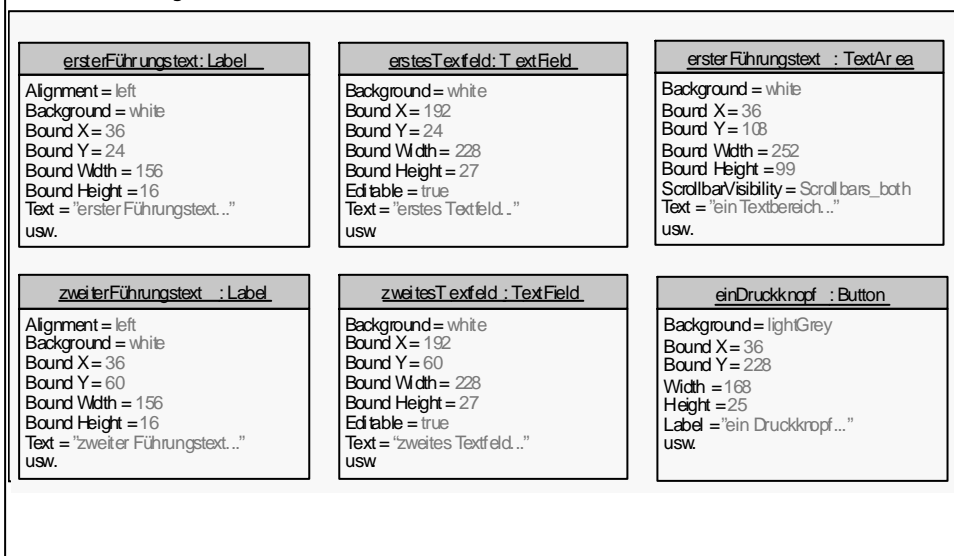 ersterFührungstext: Label
Alignment = left
Background = white
Bound X = 36
Bound Y = 24
Bound Width = 156
Bound Height = 16
Text = "erster Führungstext..."
usw.
erstesTextfeld: TextField
Background = white
Bound X = 192
Bound Y = 24
Bound Width = 228
Bound Height = 27
Editable = true
Text = "erstes Textfeld..."
usw.
ersterFührungstext : TextArea
Background = white
Bound X = 36
Bound Y = 108
Bound Width = 252
Bound Height = 99
ScrollbarVisibility = Scrollbars_both
Text = "ein Textbereich..."
usw.
zweiterFührungstext : Label
Alignment = left
Background = white
Bound X = 36
Bound Y = 60
Bound Width = 156
Bound Height = 16
Text = "zweiter Führungstext..."
usw.
zweitesTextfeld : TextField
Background = white
Bound X = 192
Bound Y = 60
Bound Width = 228
Bound Height = 27
Editable = true
Text = "zweites Textfeld..."
usw.
einDruckknopf : Button
Background = lightGrey
Bound X = 36
Bound Y = 228
Width = 168
Height = 25
Label = "ein Druckknopf..."
usw.